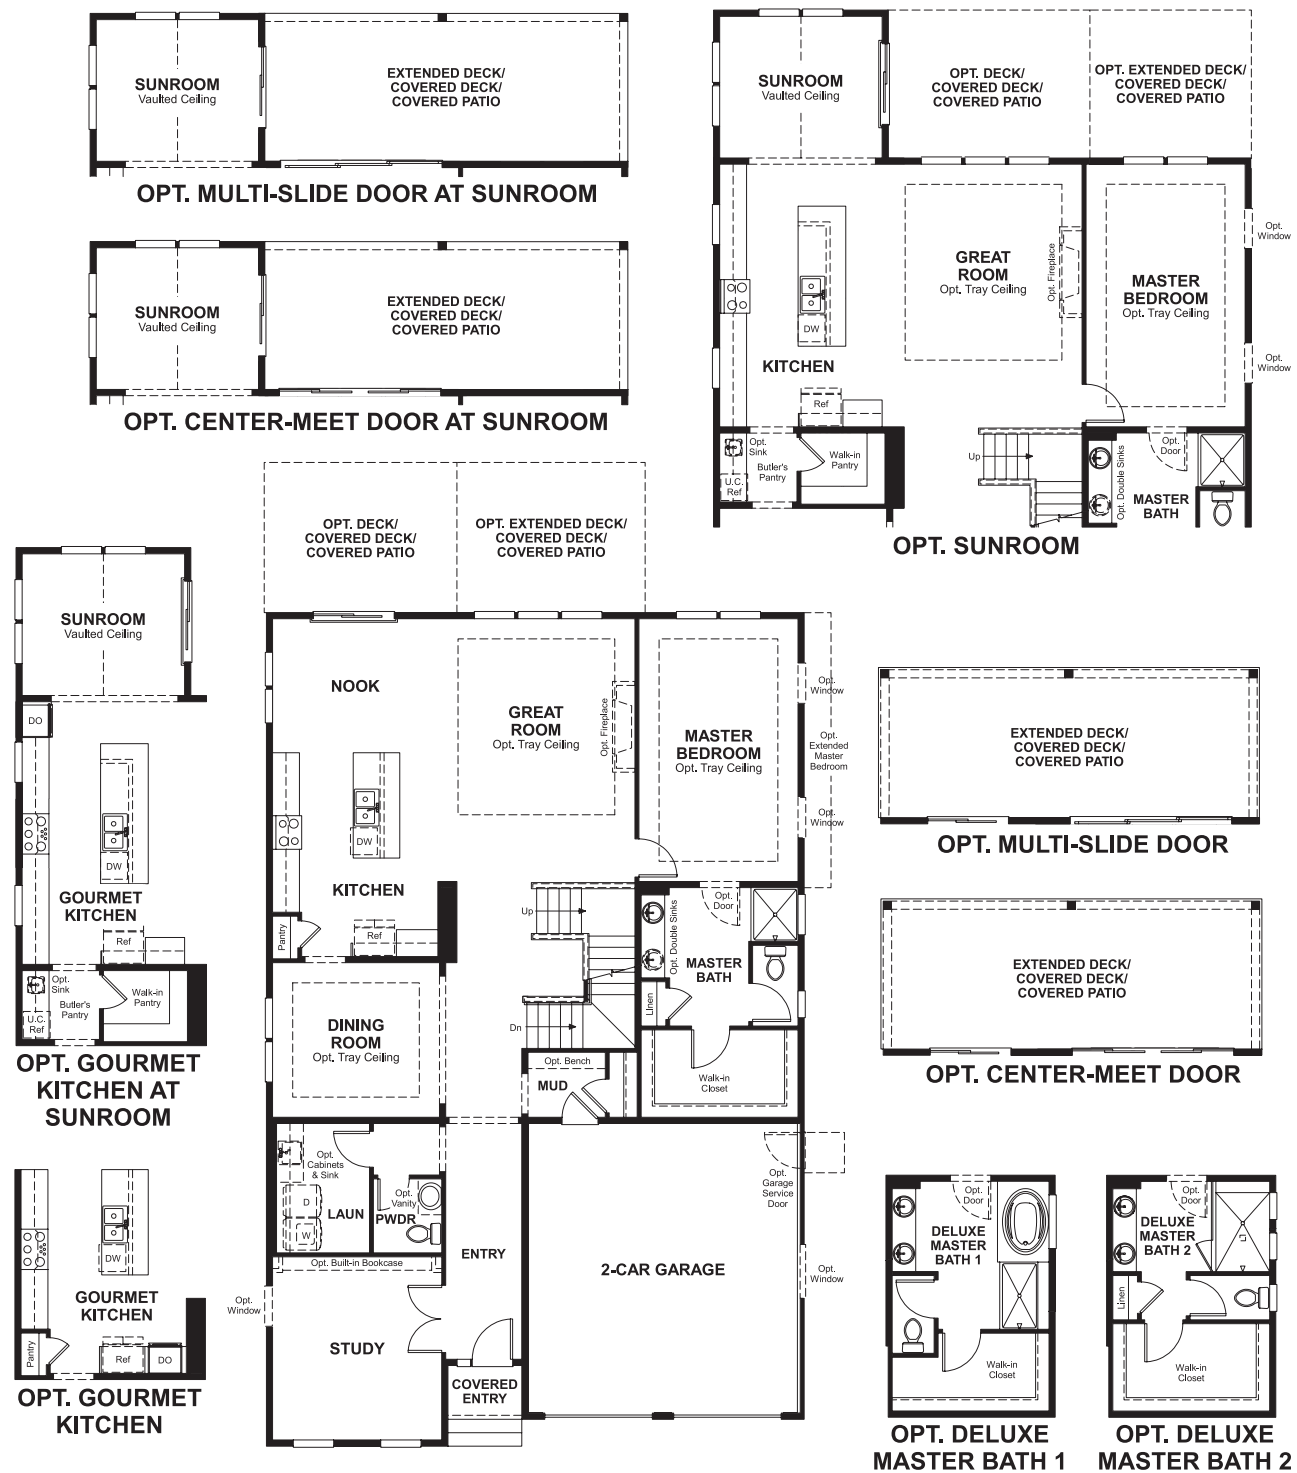 SUNROOM
Vaulted Ceiling
EXTENDED DECK/
COVERED DECK/
COVERED PATIO
OPT. MULTI-SLIDE DOOR AT SUNROOM
SUNROOM
Vaulted Ceiling
EXTENDED DECK/
COVERED DECK/
COVERED PATIO
OPT. CENTER-MEET DOOR AT SUNROOM
SUNROOM
Vaulted Ceiling
OPT. DECK/
COVERED DECK/
COVERED PATIO
OPT. EXTENDED DECK/
COVERED DECK/
COVERED PATIO
Opt.
Window
GREAT
ROOM
Opt. Tray Ceiling
Opt. Fireplace
MASTER
BEDROOM
Opt. Tray Ceiling
DW
KITCHEN
Opt.
Window
Ref
Opt.
Sink
Butler's
Pantry
U.C.
Ref
Walk-in
Pantry
Up
Opt. Double Sinks
Opt.
Door
MASTER
BATH
OPT. SUNROOM
SUNROOM
Vaulted Ceiling
DO
DW
GOURMET
KITCHEN
Ref
Opt.
Sink
Butler's
Pantry
U.C.
Ref
Walk-in
Pantry
OPT. GOURMET
KITCHEN AT
SUNROOM
DW
GOURMET
KITCHEN
Pantry
Ref
DO
OPT. GOURMET
KITCHEN
OPT. DECK/
COVERED DECK/
COVERED PATIO
OPT. EXTENDED DECK/
COVERED DECK/
COVERED PATIO
NOOK
GREAT
ROOM
Opt. Tray Ceiling
Opt. Fireplace
MASTER
BEDROOM
Opt. Tray Ceiling
Opt.
Window
Opt.
Extended
Master
Bedroom
Opt.
Window
DW
KITCHEN
Pantry
Ref
Up
Opt. Double Sinks
Opt.
Door
MASTER
BATH
Linen
DINING
ROOM
Opt. Tray Ceiling
Dn
Opt. Bench
MUD
Walk-in
Closet
Opt.
Cabinets
& Sink
D
W
LAUN
Opt.
Vanity
PWDR
Opt. Built-in Bookcase
ENTRY
2-CAR GARAGE
Opt.
Garage
Service
Door
Opt.
Window
Opt.
Window
STUDY
COVERED
ENTRY
EXTENDED DECK/
COVERED DECK/
COVERED PATIO
OPT. MULTI-SLIDE DOOR
EXTENDED DECK/
COVERED DECK/
COVERED PATIO
OPT. CENTER-MEET DOOR
Opt.
Door
DELUXE
MASTER
BATH 1
Walk-in
Closet
OPT. DELUXE
MASTER BATH 1
Opt.
Door
DELUXE
MASTER
BATH 2
Linen
Walk-in
Closet
OPT. DELUXE
MASTER BATH 2